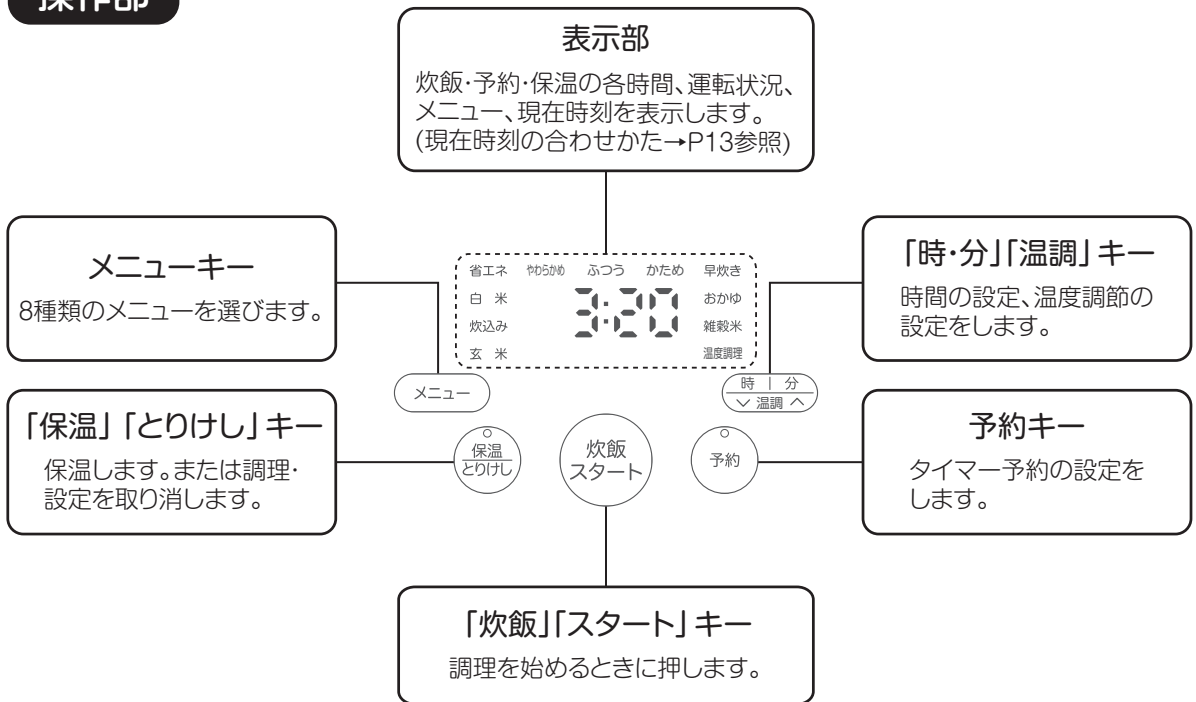 操作部
表示部
炊飯･予約･保温の各時間、運転状況、
メニュー、現在時刻を表示します。
(現在時刻の合わせかた→P13参照)
メニューキー
8種類のメニューを選びます。
「時･分」「温調」キー
時間の設定、温度調節の
設定をします。
省エネ やわらかめ ふつう かため 早炊き
白 米 3:20 おかゆ
炊込み 雑穀米
玄 米 温度調理
メニュー
時 | 分
∨ 温調 ∧
「保温」「とりけし」キー
保温します。または調理･
設定を取り消します。
保温
とりけし
炊飯
スタート
予約
予約キー
タイマー予約の設定を
します。
「炊飯」「スタート」キー
調理を始めるときに押します。